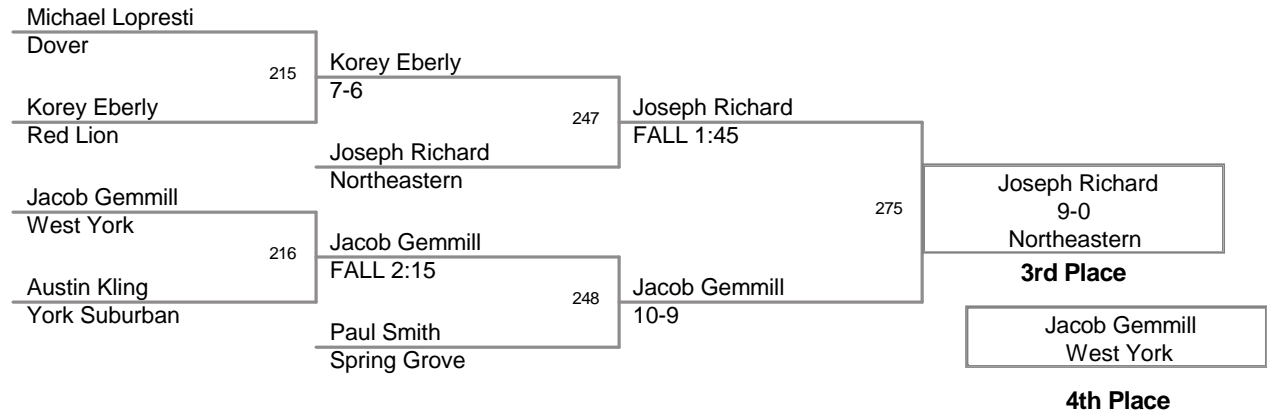 Michael Lopresti
Dover
215
Korey Eberly
7-6
Korey Eberly
Red Lion
247
Joseph Richard
FALL 1:45
Joseph Richard
Northeastern
Jacob Gemmill
West York
216
Jacob Gemmill
FALL 2:15
Austin Kling
York Suburban
248
Jacob Gemmill
10-9
Paul Smith
Spring Grove
275
Joseph Richard
9-0
Northeastern
3rd Place
Jacob Gemmill
West York
4th Place